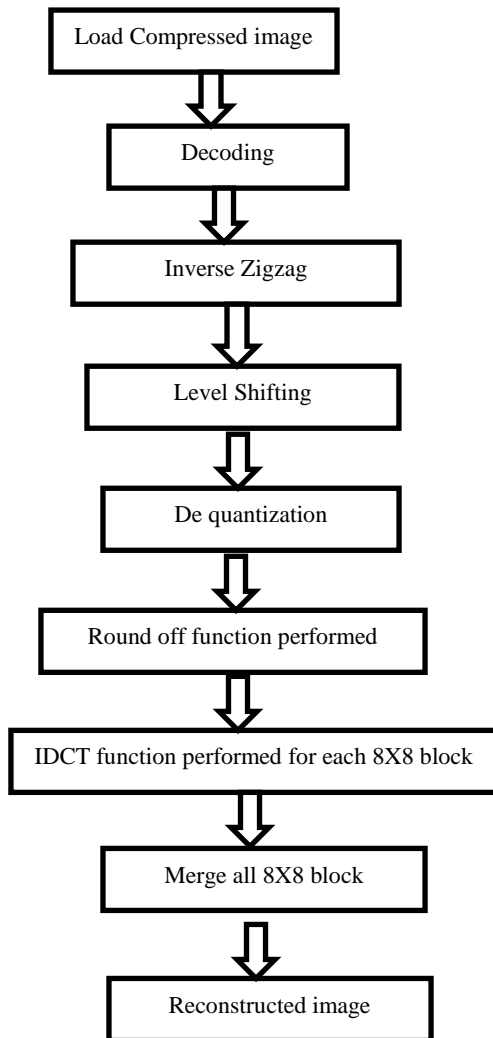 Load Compressed image
Decoding
Inverse Zigzag
Level Shifting
De quantization
Round off function performed
IDCT function performed for each 8X8 block
Merge all 8X8 block
Reconstructed image